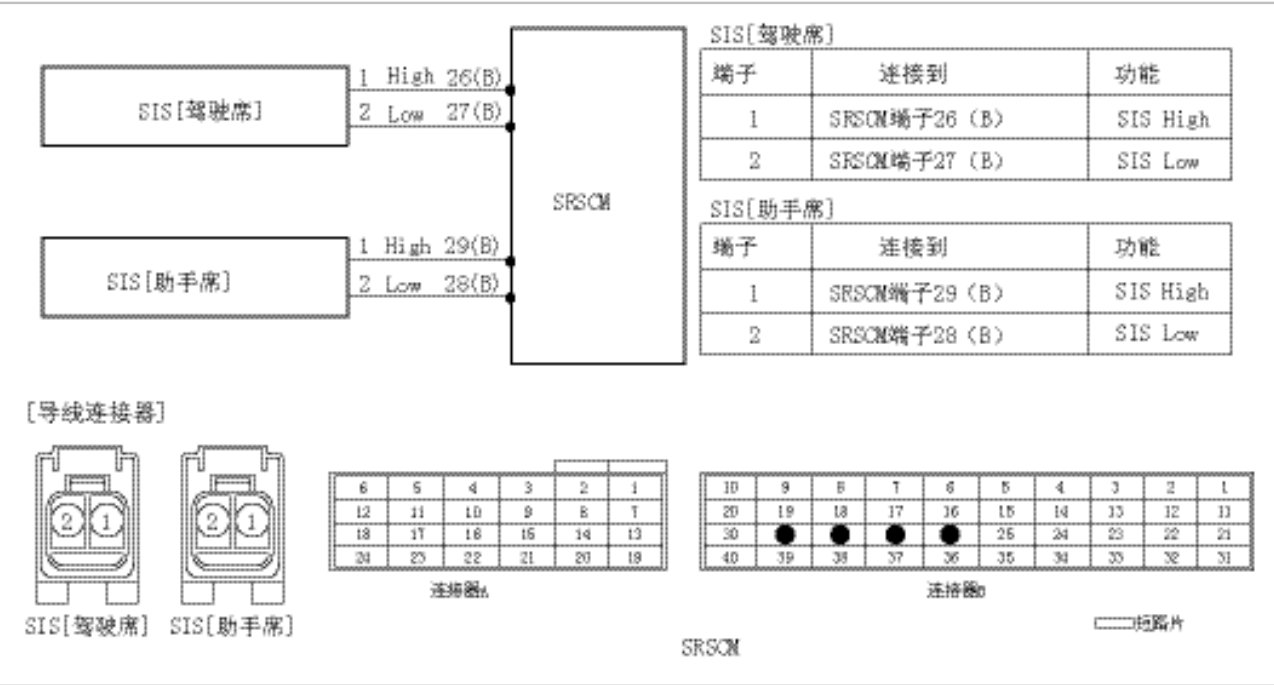 SIS[驾驶席]
1 High 26(B)
2 Low 27(B)
SIS[助手席]
1 High 29(B)
2 Low 28(B)
SRSCM
SIS[驾驶席]
端子 连接到 功能
1 SRSCM端子26（B） SIS High
2 SRSCM端子27（B） SIS Low
SIS[助手席]
端子 连接到 功能
1 SRSCM端子29（B） SIS High
2 SRSCM端子28（B） SIS Low
[导线连接器]
2 1
SIS[驾驶席]
2 1
SIS[助手席]
6 5 4 3 2 1
12 11 10 9 8 7
18 17 16 15 14 13
24 23 22 21 20 19
连接器A
10 9 8 7 6 5 4 3 2 1
20 19 18 17 16 15 14 13 12 11
30 25 24 23 22 21
40 39 38 37 36 35 34 33 32 31
连接器B
短路片
SRSCM